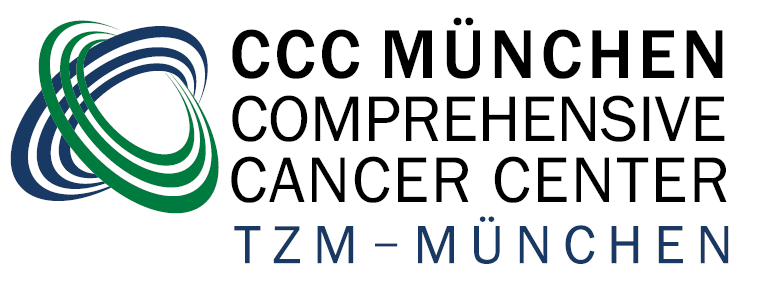 CCC MÜNCHEN
COMPREHENSIVE
CANCER CENTER
TZM – MÜNCHEN